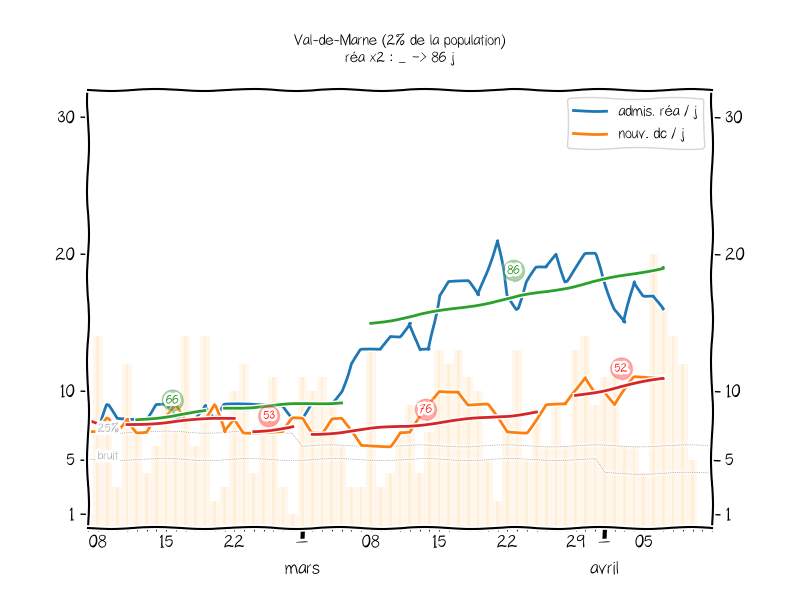 Val-de-Marne (2% de la population)
réa x2 : _ -> 86 j
admis. réa / j
nouv. dc / j
30
30
20
20
10
10
5
5
1
1
86
66
53
76
52
25%
bruit
08 15 22 08 15 22 29 05
mars avril